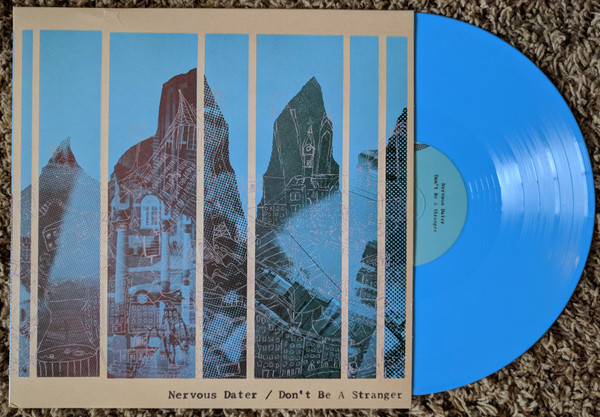 Nervous Dater / Don't Be A Stranger
Nervous Dater
Don't Be A Stranger